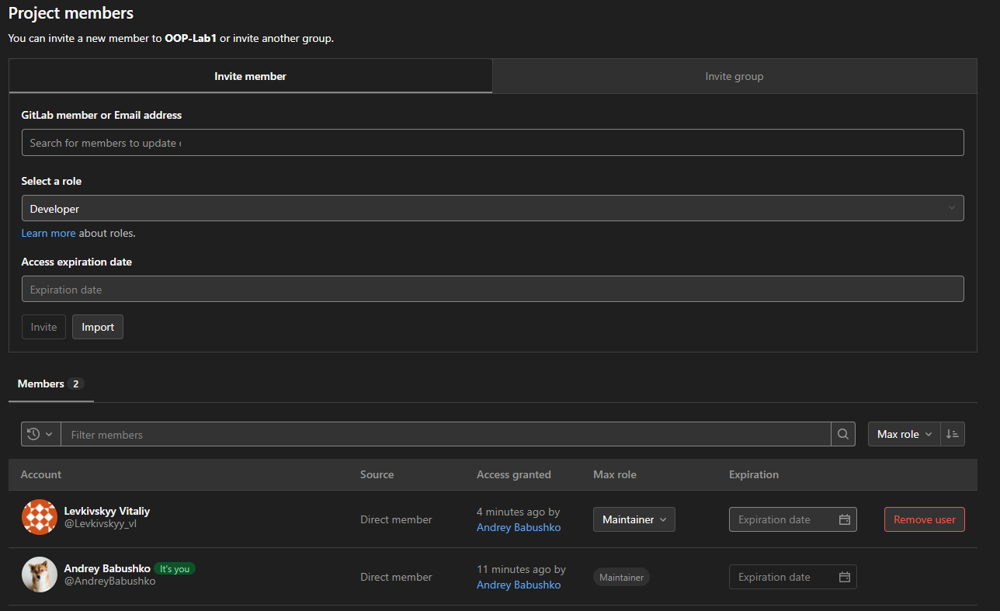 Project members
You can invite a new member to OOP-Lab1 or invite another group.
Invite member
Invite group
GitLab member or Email address
Search for members to update
Select a role
Developer
Learn more about roles.
Access expiration date
Expiration date
Invite
Import
Members 2
Filter members
Max role
Account Source Access granted Max role Expiration
Levkivskyy Vitaliy
@Levkivskyy_vl
Direct member
4 minutes ago by
Andrey Babushko
Maintainer
Expiration date
Remove user
Andrey Babushko It's you
@AndreyBabushko
Direct member
11 minutes ago by
Andrey Babushko
Maintainer
Expiration date